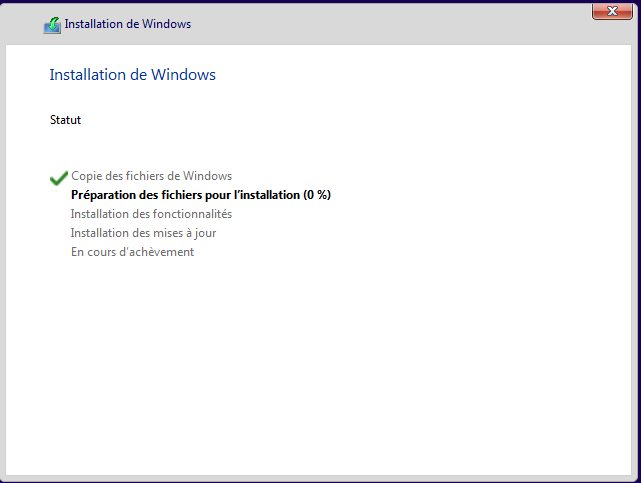 Installation de Windows
Installation de Windows
Statut
Copie des fichiers de Windows
Préparation des fichiers pour l'installation (0 %)
Installation des fonctionnalités
Installation des mises à jour
En cours d'achèvement